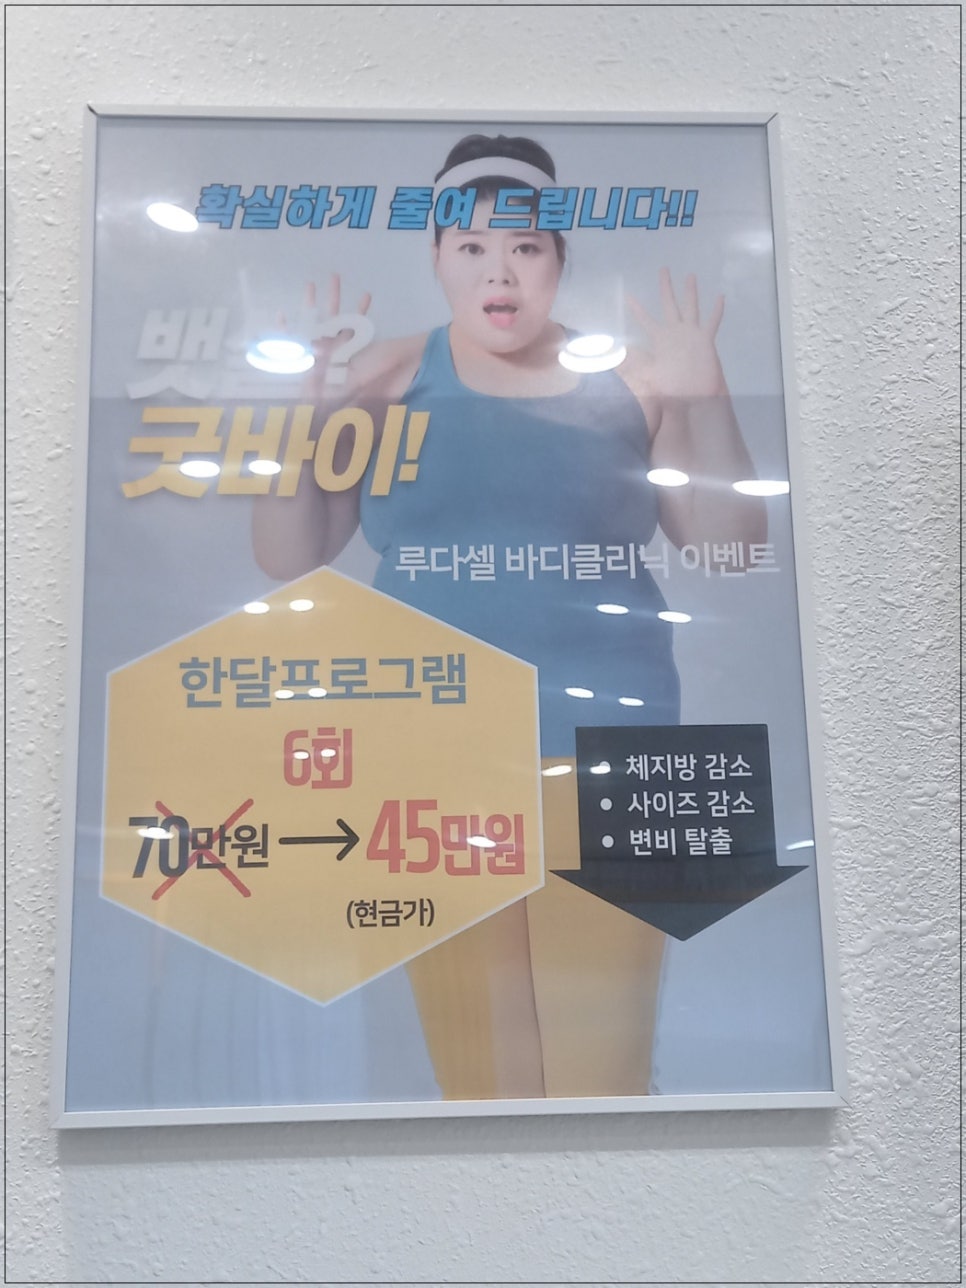 확실하게 줄여 드립니다!!
뱃살?
굿바이!
루다셀 바디클리닉 이벤트
한달프로그램
6회
70만원 → 45만원
(현금가)
• 체지방 감소
• 사이즈 감소
• 변비 탈출